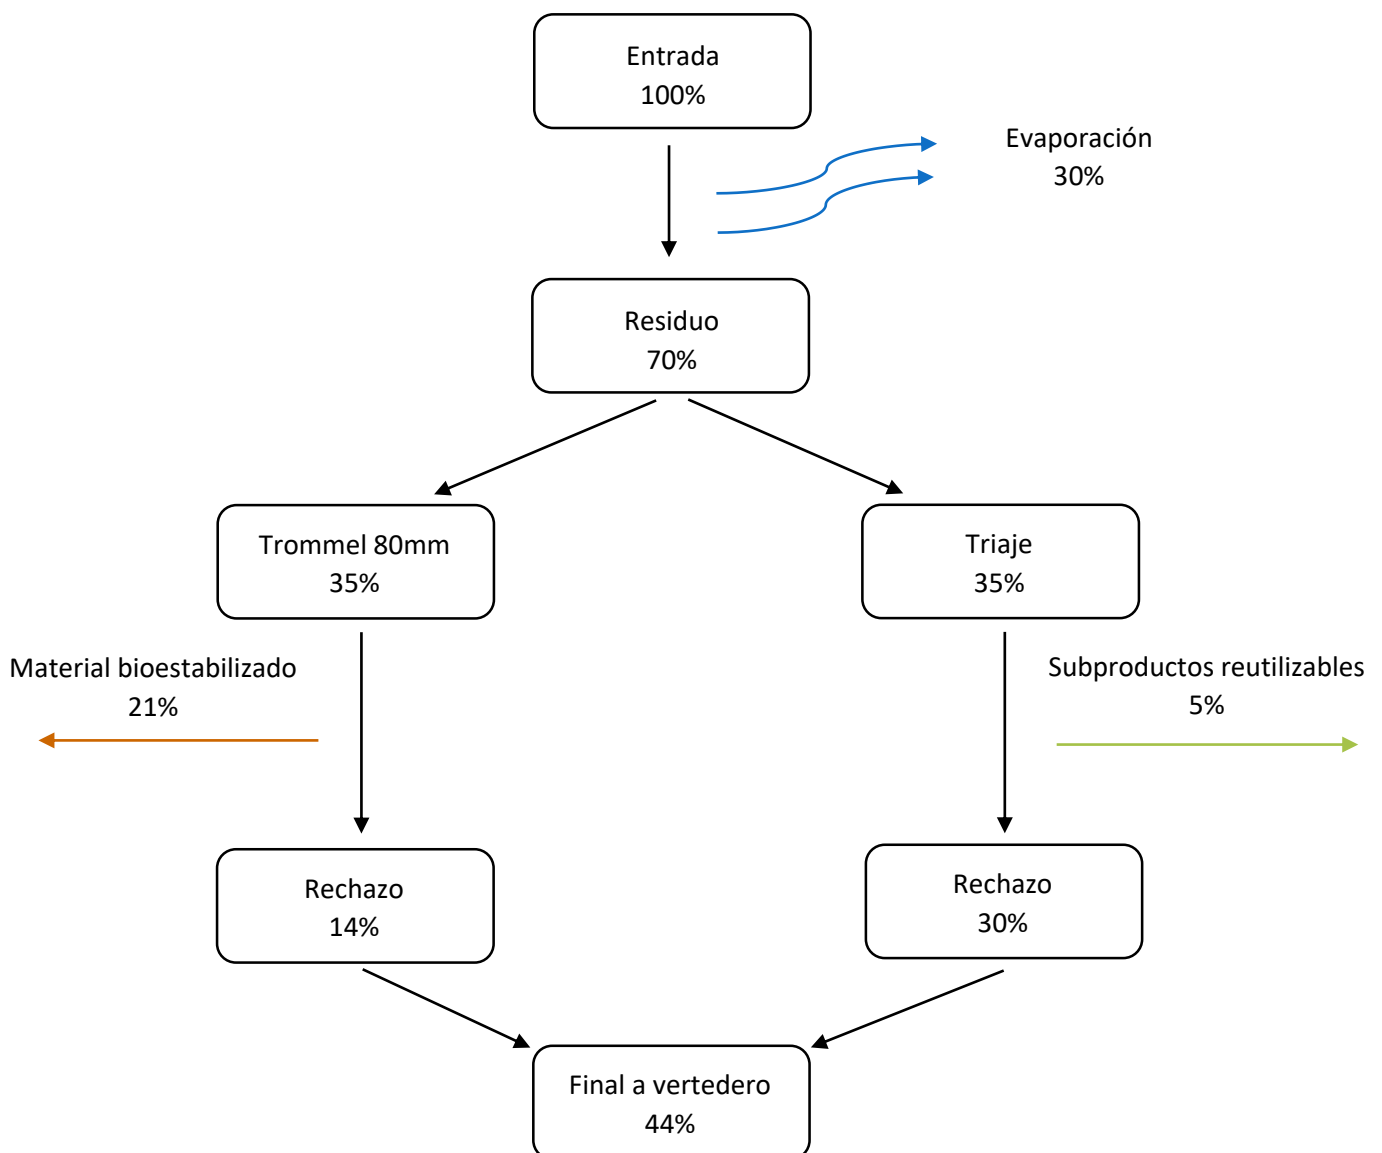 Entrada
100%
Evaporación
30%
Residuo
70%
Trommel 80mm
35%
Triaje
35%
Material bioestabilizado
21%
Subproductos reutilizables
5%
Rechazo
14%
Rechazo
30%
Final a vertedero
44%